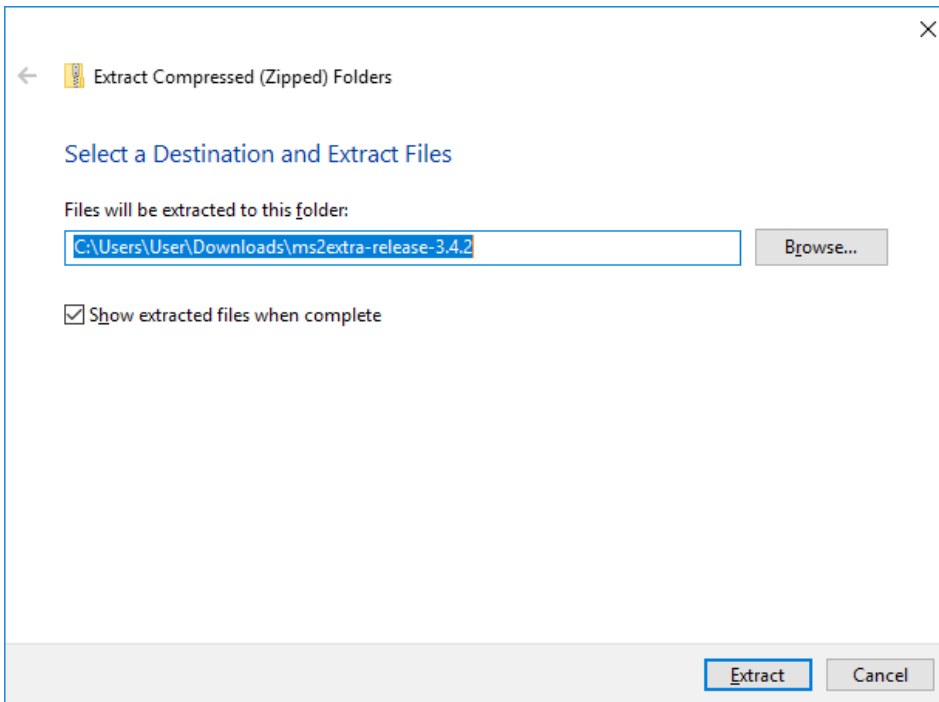 Extract Compressed (Zipped) Folders
Select a Destination and Extract Files
Files will be extracted to this folder:
C:\Users\User\Downloads\ms2extra-release-3.4.2
Browse...
Show extracted files when complete
Extract
Cancel